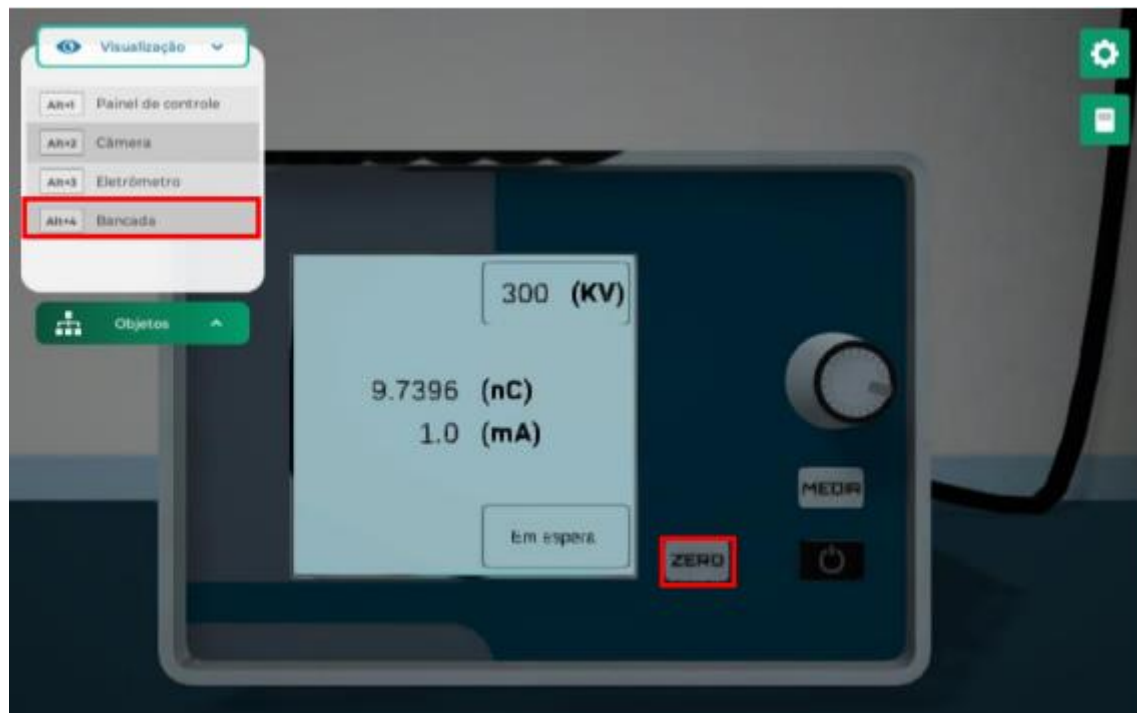 Visualização
Alt+1 Painel de controle
Alt+2 Câmera
Alt+3 Eletrômetro
Alt+4 Bancada
Objetos
300 (KV)
9.7396 (nC)
1.0 (mA)
Em espera
MEDIR
ZERO